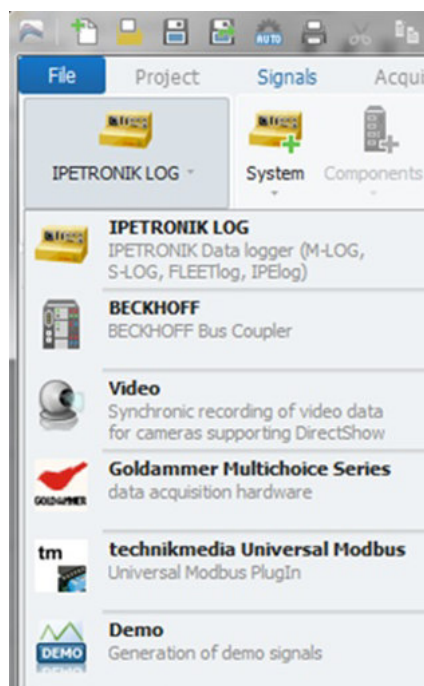 AUTO
File Project Signals Acqui
IPETRONIK LOG System Components
IPETRONIK LOG
IPETRONIK Data logger (M-LOG,
S-LOG, FLEETlog, IPElog)
BECKHOFF
BECKHOFF Bus Coupler
Video
Synchronic recording of video data
for cameras supporting DirectShow
GOLDAMMER
Goldammer Multichoice Series
data acquisition hardware
tm
technikmedia Universal Modbus
Universal Modbus PlugIn
DEMO
Demo
Generation of demo signals